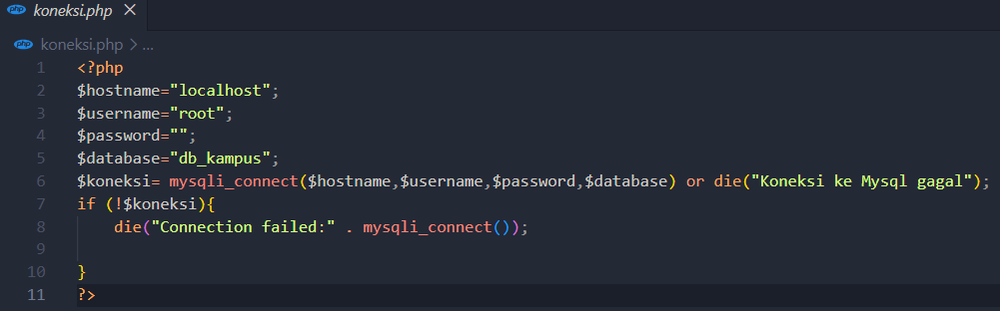 koneksi.php
koneksi.php > ...
1 <?php
2 $hostname="localhost";
3 $username="root";
4 $password="";
5 $database="db_kampus";
6 $koneksi= mysqli_connect($hostname,$username,$password,$database) or die("Koneksi ke Mysql gagal");
7 if (!$koneksi){
8     die("Connection failed:" . mysqli_connect());
9
10 }
11 ?>